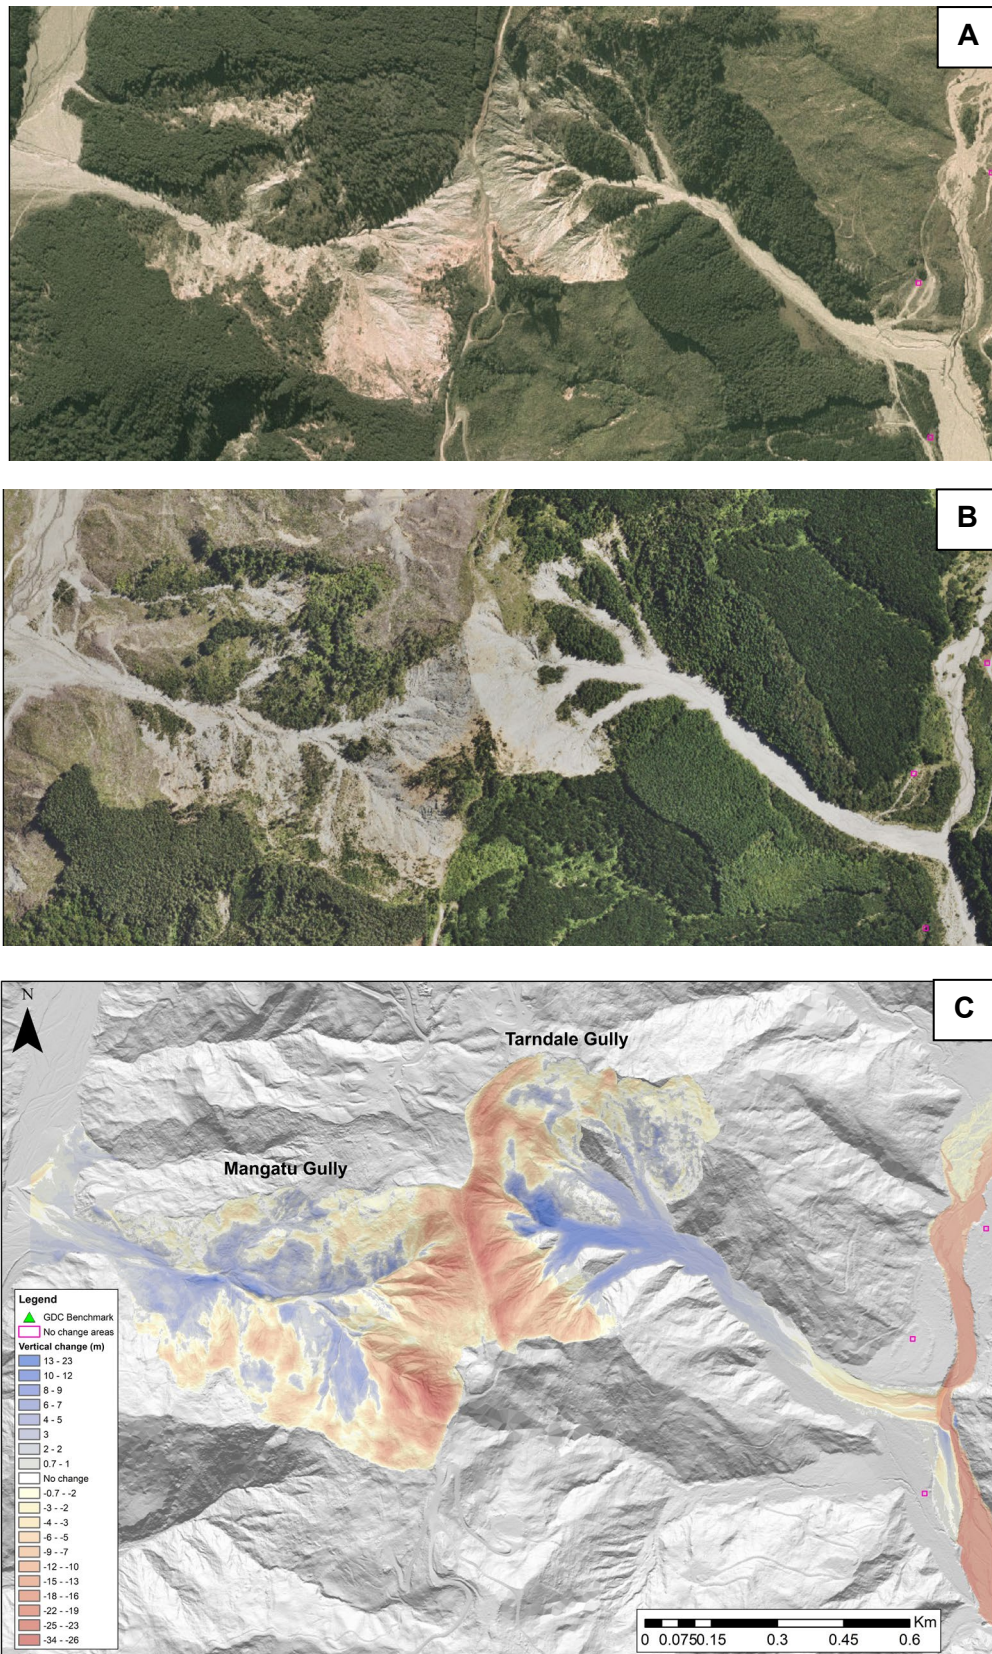 A
B
C
N
Tarndale Gully
Mangatu Gully
Legend
GDC Benchmark
No change areas
Vertical change (m)
13 - 23
10 - 12
8 - 9
6 - 7
4 - 5
3
2 - 2
0.7 - 1
No change
-0.7 - -2
-3 - -2
-4 - -3
-6 - -5
-9 - -7
-12 - -10
-15 - -13
-18 - -16
-22 - -19
-25 - -23
-34 - -26
Km
0 0.0750.15 0.3 0.45 0.6